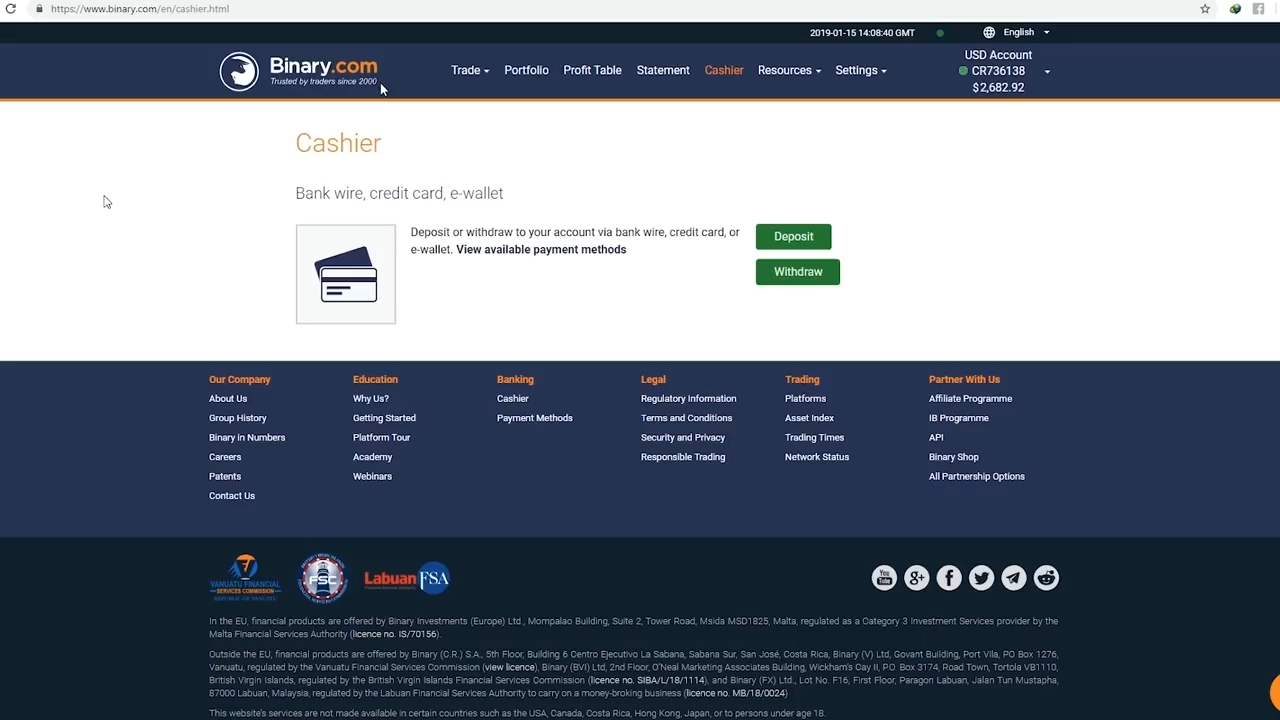 https://www.binary.com/en/cashier.html
2019-01-15 14:08:40 GMT
English
Binary.com
Trusted by traders since 2000
Trade
Portfolio
Profit Table
Statement
Cashier
Resources
Settings
USD Account
CR736138
$2,682.92
Cashier
Bank wire, credit card, e-wallet
Deposit or withdraw to your account via bank wire, credit card, or
e-wallet. View available payment methods
Deposit
Withdraw
Our Company
About Us
Group History
Binary in Numbers
Careers
Patents
Contact Us
Education
Why Us?
Getting Started
Platform Tour
Academy
Webinars
Banking
Cashier
Payment Methods
Legal
Regulatory Information
Terms and Conditions
Security and Privacy
Responsible Trading
Trading
Platforms
Asset Index
Trading Times
Network Status
Partner With Us
Affiliate Programme
IB Programme
API
Binary Shop
All Partnership Options
VANUATU FINANCIAL
SERVICES COMMISSION
REPUBLIC OF VANUATU
FSC
Labuan FSA
You
Tube
g+
In the EU, financial products are offered by Binary Investments (Europe) Ltd., Mompalao Building, Suite 2, Tower Road, Msida MSD1825, Malta, regulated as a Category 3 Investment Services provider by the
Malta Financial Services Authority (licence no. IS/70156).
Outside the EU, financial products are offered by Binary (C.R.) S.A., 5th Floor, Building 6 Centro Ejecutivo La Sabana, Sabana Sur, San José, Costa Rica, Binary (V) Ltd, Govant Building, Port Vila, PO Box 1276,
Vanuatu, regulated by the Vanuatu Financial Services Commission (view licence), Binary (BVI) Ltd, 2nd Floor, O'Neal Marketing Associates Building, Wickham's Cay II, P.O. Box 3174, Road Town, Tortola VB1110,
British Virgin Islands, regulated by the British Virgin Islands Financial Services Commission (licence no. SIBA/L/18/1114), and Binary (FX) Ltd., Lot No. F16, First Floor, Paragon Labuan, Jalan Tun Mustapha,
87000 Labuan, Malaysia, regulated by the Labuan Financial Services Authority to carry on a money-broking business (licence no. MB/18/0024)
This website's services are not made available in certain countries such as the USA, Canada, Costa Rica, Hong Kong, Japan, or to persons under age 18.